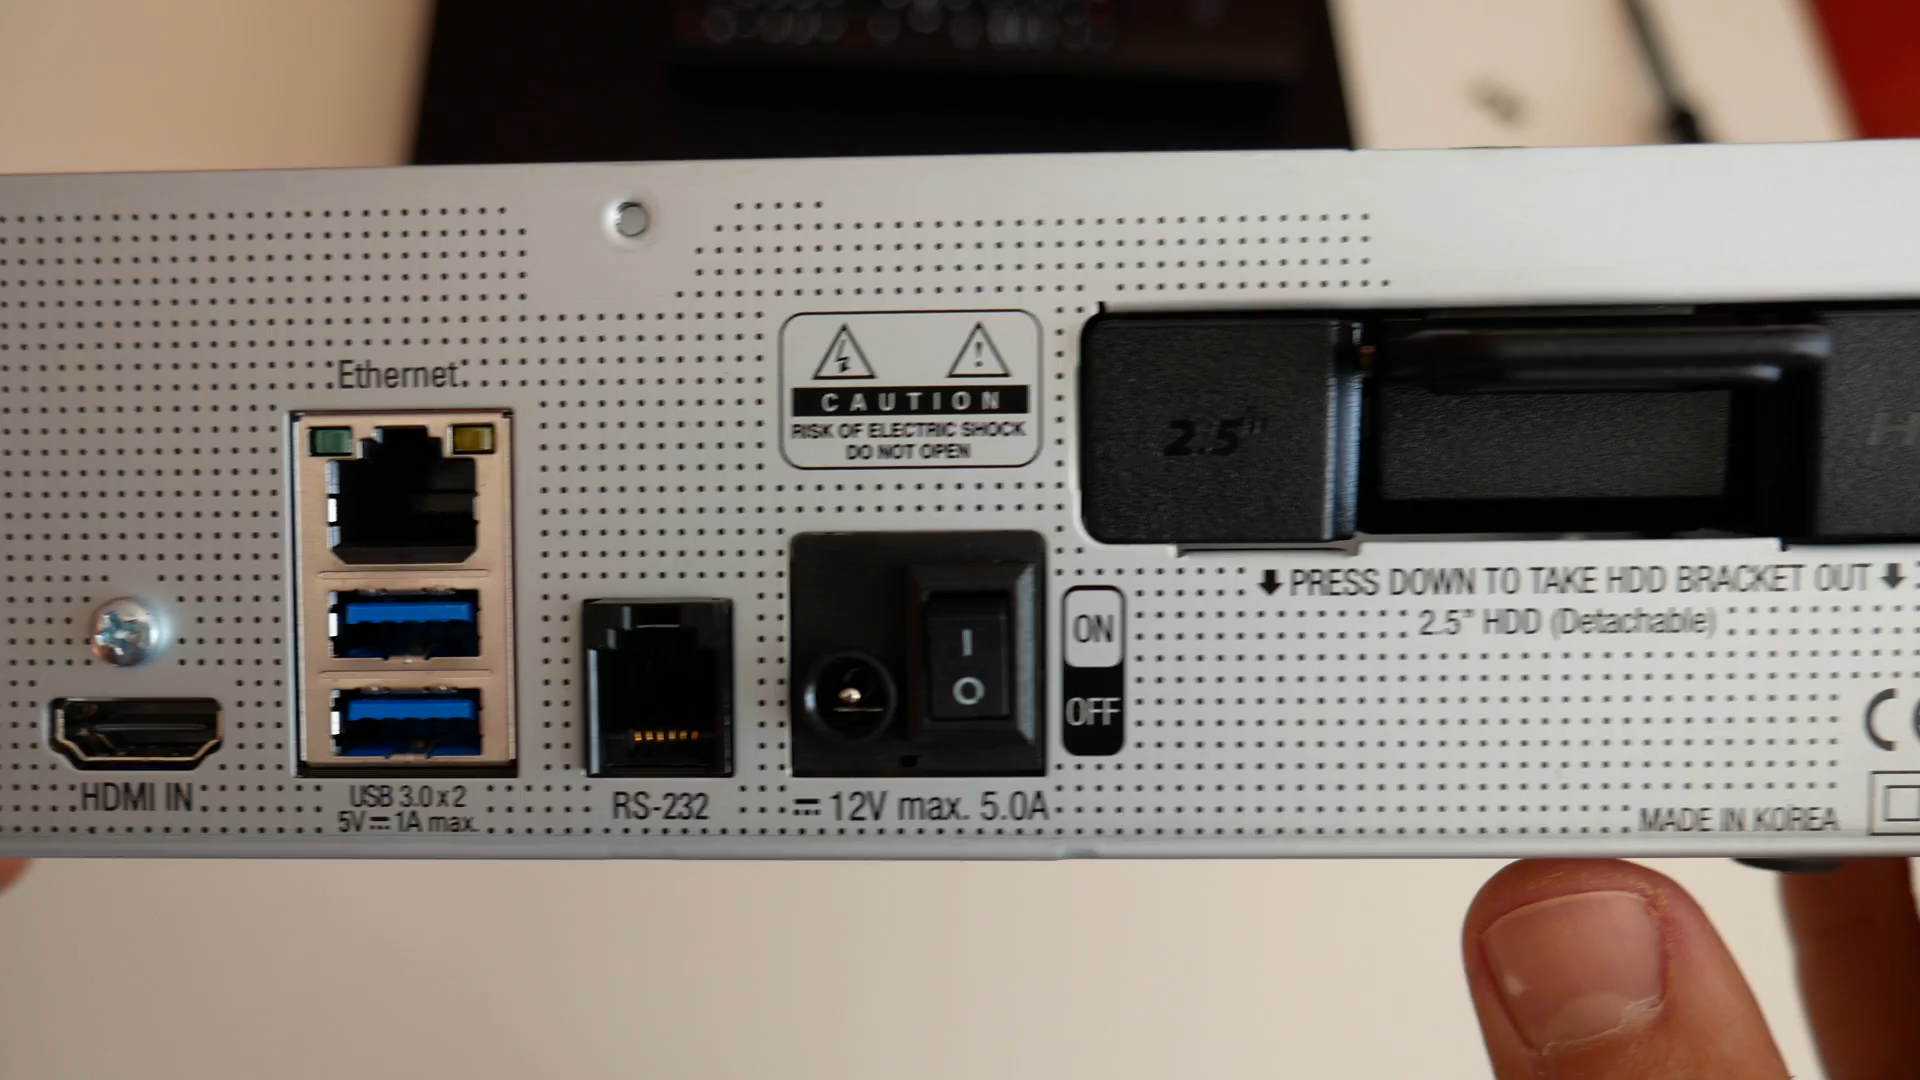 Ethernet
CAUTION
RISK OF ELECTRIC SHOCK
DO NOT OPEN
2.5in
PRESS DOWN TO TAKE HDD BRACKET OUT
2.5" HDD (Detachable)
I
O
ON
OFF
HDMI IN
USB 3.0 x 2
5V⎓1A max.
RS-232
⎓ 12V max. 5.0A
MADE IN KOREA